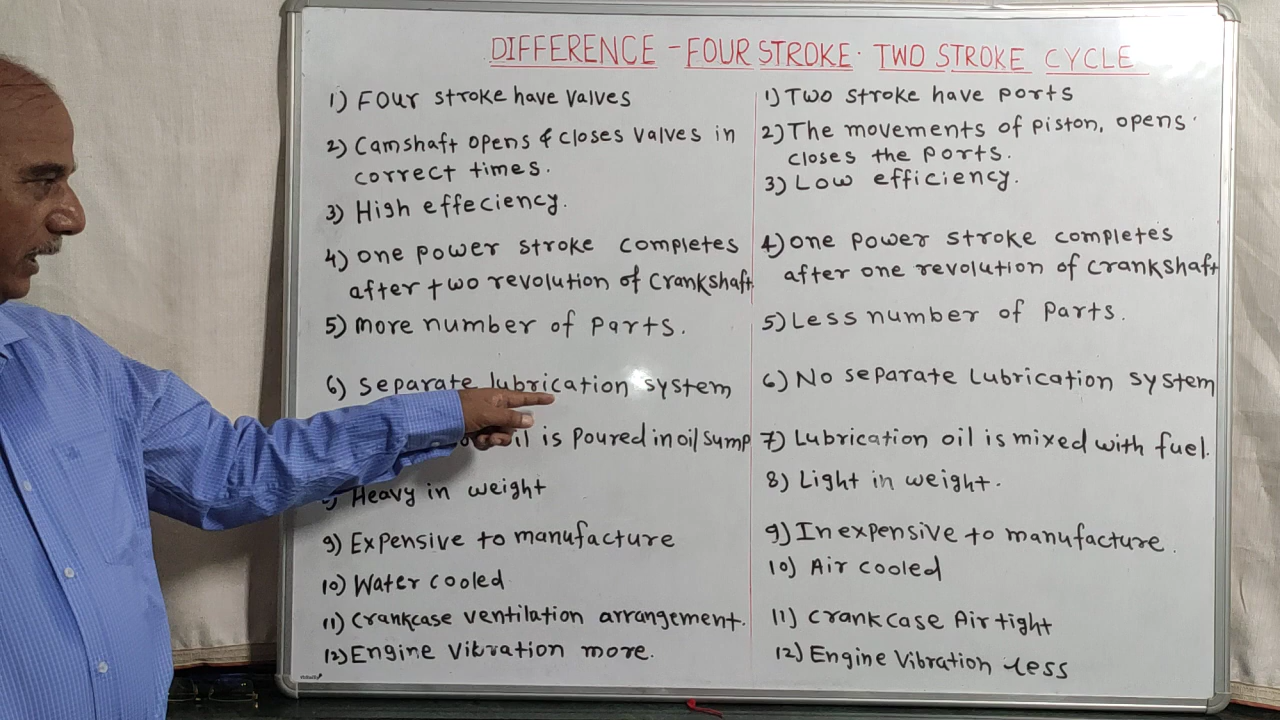 DIFFERENCE - FOUR STROKE. TWO STROKE CYCLE
1) Four stroke have valves
2) Camshaft opens & closes valves in
correct times.
3) High effeciency.
4) one power stroke completes
after two revolution of crankshaft
5) more number of parts.
6) separate lubrication system
oil is poured in oil sump
Heavy in weight
9) Expensive to manufacture
10) Water cooled
11) crankcase ventilation arrangement.
12) Engine Vibration more.
1) Two stroke have ports
2) The movements of piston, opens
closes the ports.
3) Low efficiency.
4) one power stroke completes
after one revolution of crankshaft
5) Less number of parts.
6) No separate Lubrication system
7) Lubrication oil is mixed with fuel.
8) Light in weight.
9) Inexpensive to manufacture.
10) Air cooled
11) crankcase Airtight
12) Engine Vibration less